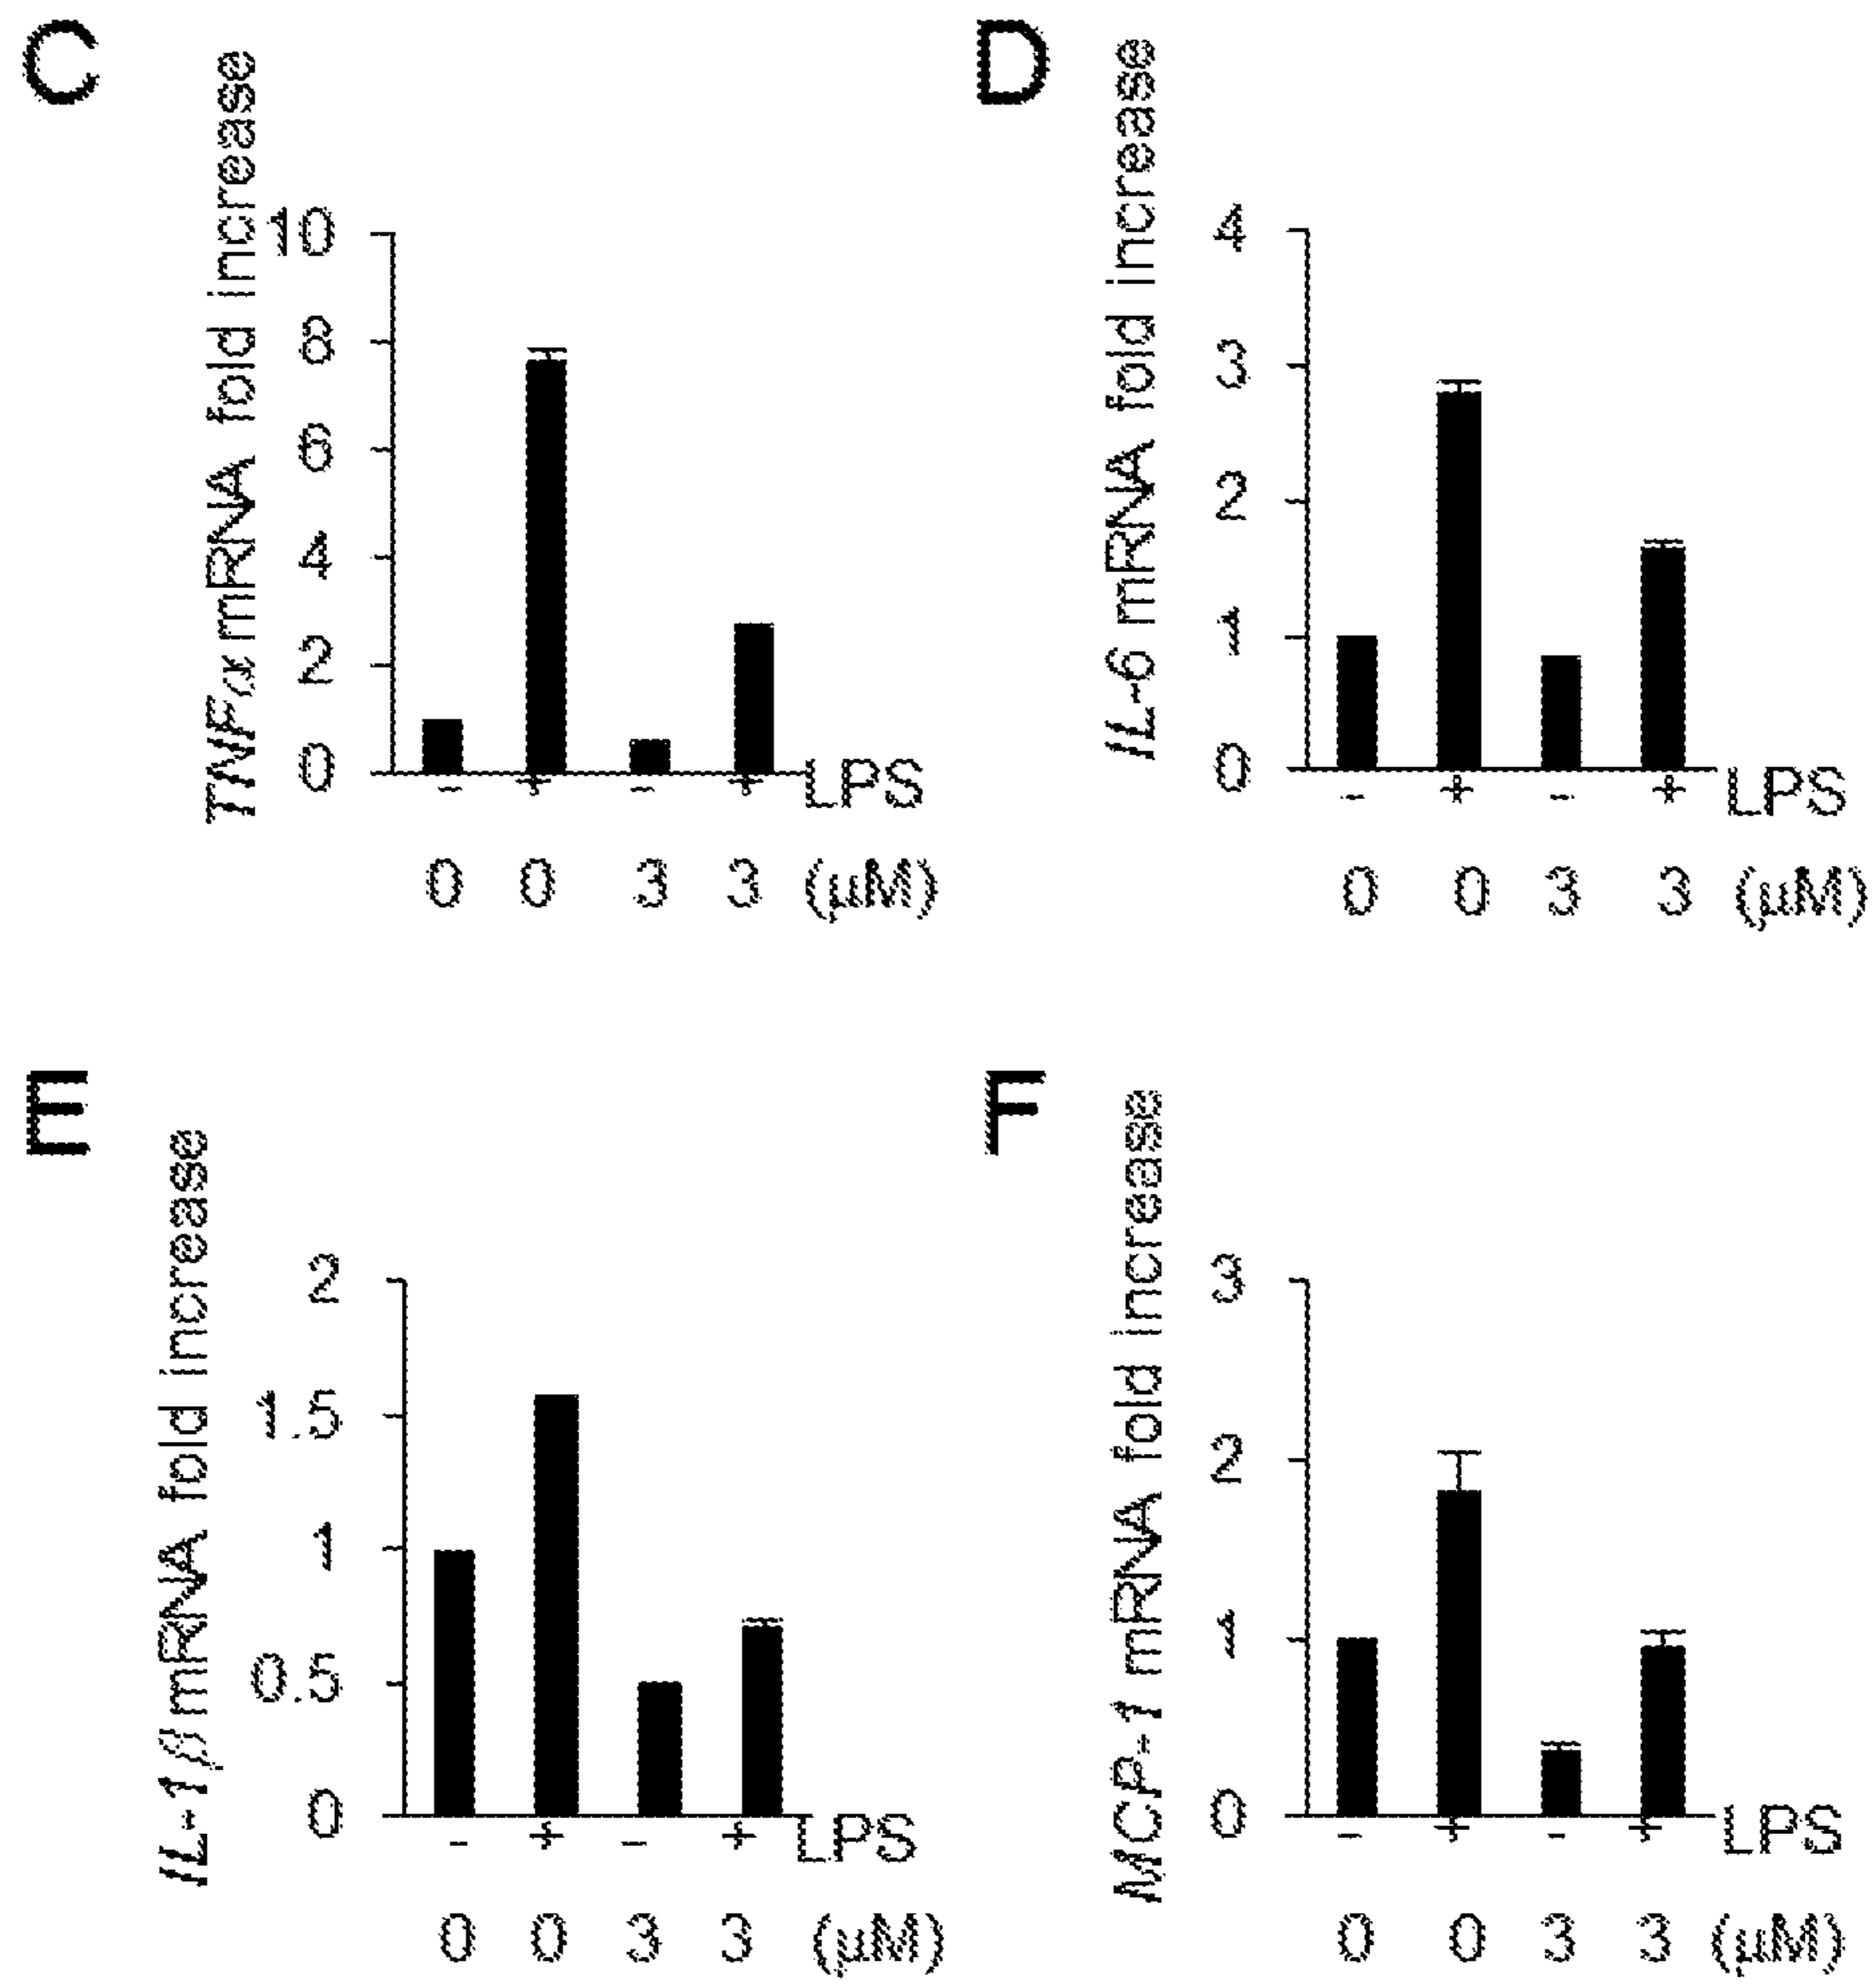 C
TNFα mRNA fold increase
10
8
6
4
2
0
- + - + LPS
0 0 3 3 (µM)
D
IL-6 mRNA fold increase
4
3
2
1
0
- + - + LPS
0 0 3 3 (µM)
E
IL-1β mRNA fold increase
2
1.5
1
0.5
0
- + - + LPS
0 0 3 3 (µM)
F
MCP-1 mRNA fold increase
3
2
1
0
- + - + LPS
0 0 3 3 (µM)